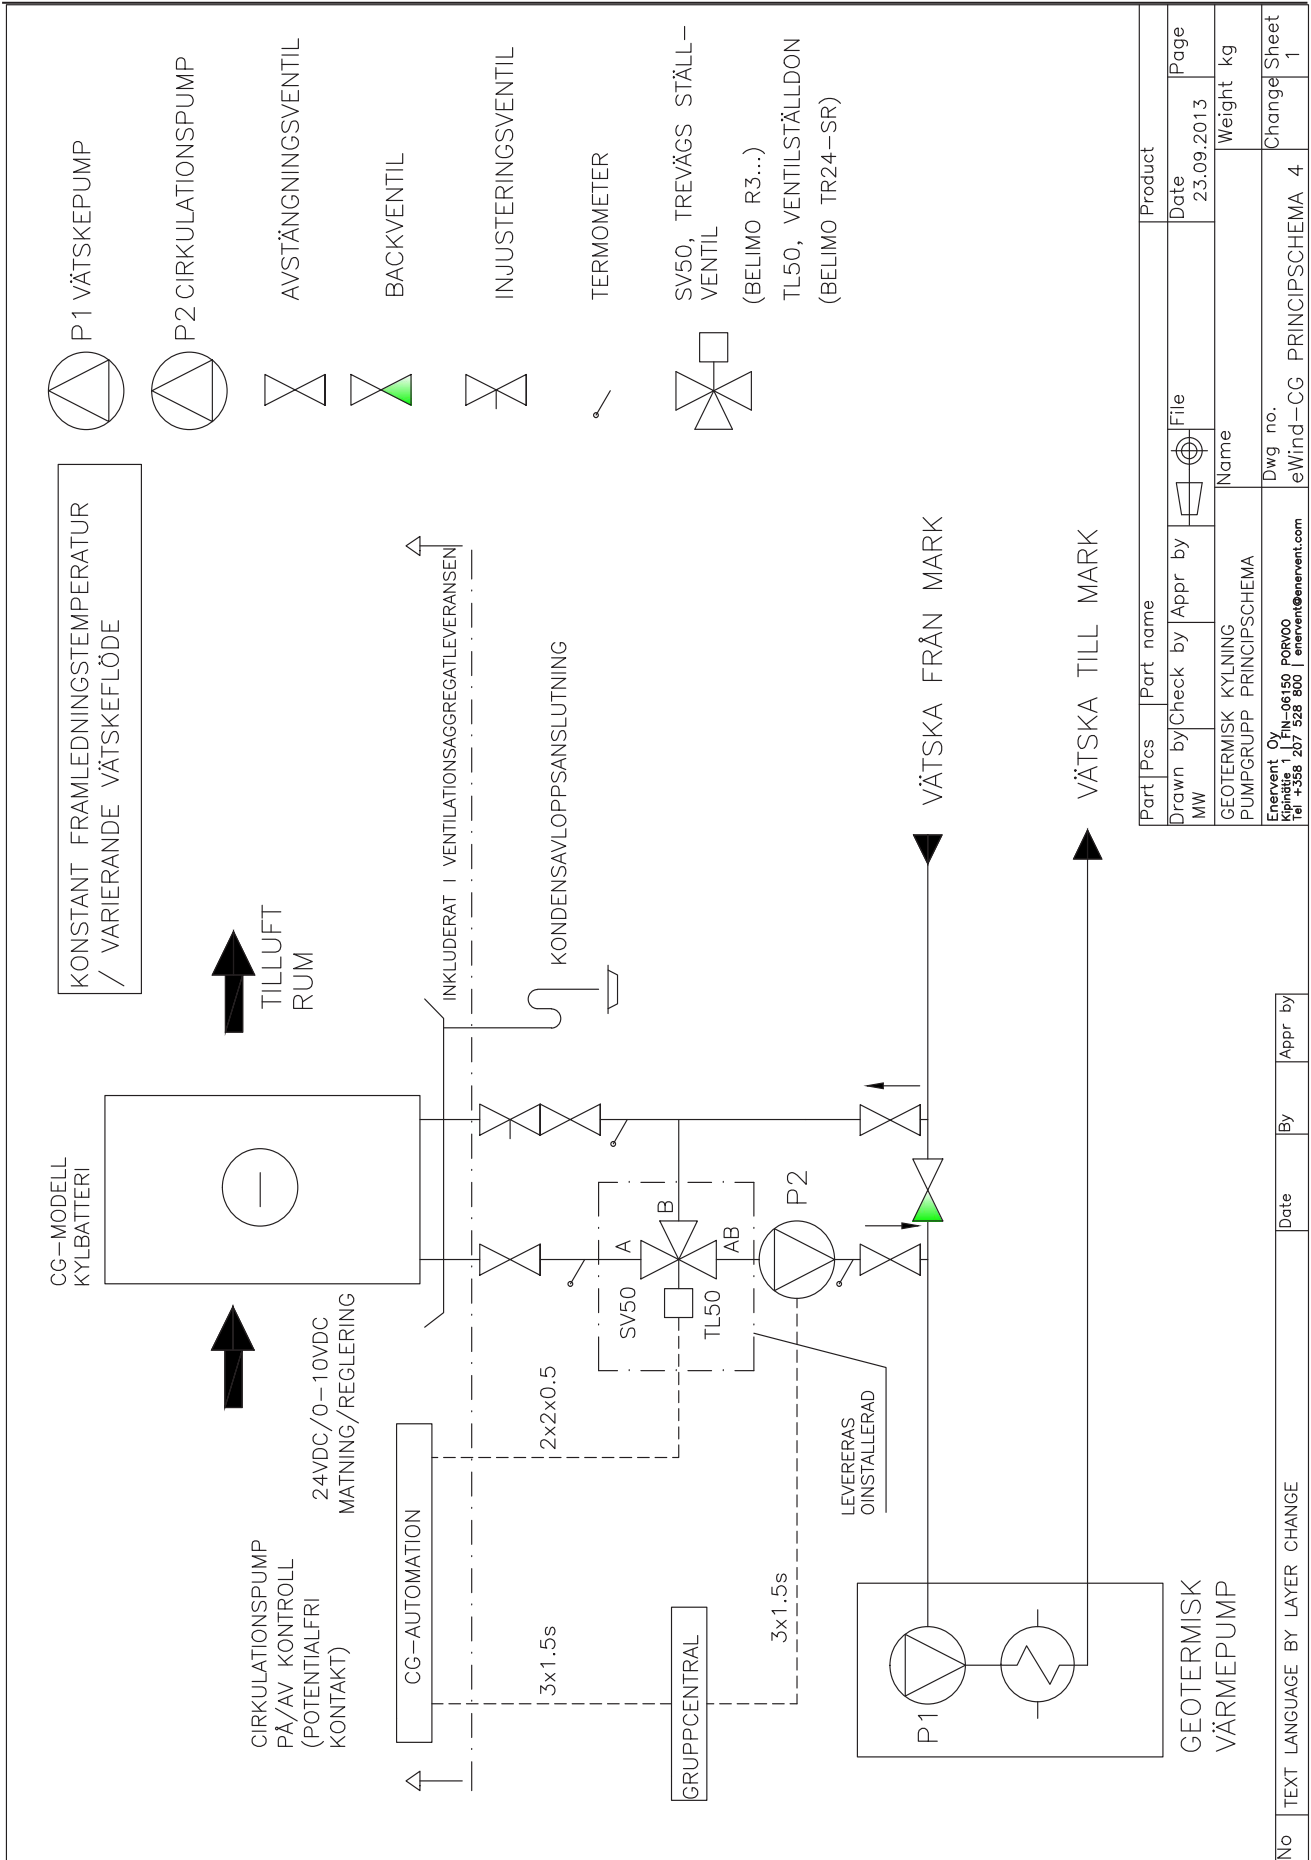 KONSTANT FRAMLEDNINGSTEMPERATUR
/ VARIERANDE VÄTSKEFLÖDE
P1 VÄTSKEPUMP
P2 CIRKULATIONSPUMP
AVSTÄNGNINGSVENTIL
BACKVENTIL
INJUSTERINGSVENTIL
TERMOMETER
SV50, TREVÄGS STÄLL-
VENTIL
(BELIMO R3...)
TL50, VENTILSTÄLLDON
(BELIMO TR24-SR)
CG-MODELL
KYLBATTERI
TILLUFT
RUM
CIRKULATIONSPUMP
PÅ/AV KONTROLL
(POTENTIALFRI
KONTAKT)
24VDC/0-10VDC
MATNING/REGLERING
CG-AUTOMATION
INKLUDERAT I VENTILATIONSAGGREGATLEVERANSEN
KONDENSAVLOPPSANSLUTNING
3x1.5s
2x2x0.5
SV50
A
B
AB
TL50
GRUPPCENTRAL
3x1.5s
P2
LEVERERAS
OINSTALLERAD
P1
VÄTSKA FRÅN MARK
VÄTSKA TILL MARK
GEOTERMISK
VÄRMEPUMP
Part
Pcs
Part name
Product
Drawn by
MW
Check by
Appr by
File
Date
23.09.2013
Page
GEOTERMISK KYLNING
PUMPGRUPP PRINCIPSCHEMA
Name
Weight kg
Enervent Oy
Kipinätie 1 | FIN-06150 PORVOO
Tel +358 207 528 800 | enervent@enervent.com
Dwg no.
eWind-CG PRINCIPSCHEMA 4
Change
Sheet
1
No
TEXT LANGUAGE BY LAYER CHANGE
Date
By
Appr by